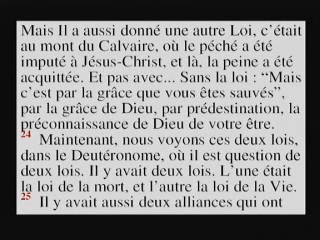 Mais Il a aussi donné une autre Loi, c’était
au mont du Calvaire, où le péché a été
imputé à Jésus-Christ, et là, la peine a été
acquittée. Et pas avec... Sans la loi : “Mais
c’est par la grâce que vous êtes sauvés”,
par la grâce de Dieu, par prédestination, la
préconnaissance de Dieu de votre être.
24 Maintenant, nous voyons ces deux lois,
dans le Deutéronome, où il est question de
deux lois. Il y avait deux lois. L’une était
la loi de la mort, et l’autre la loi de la Vie.
25 Il y avait aussi deux alliances qui ont